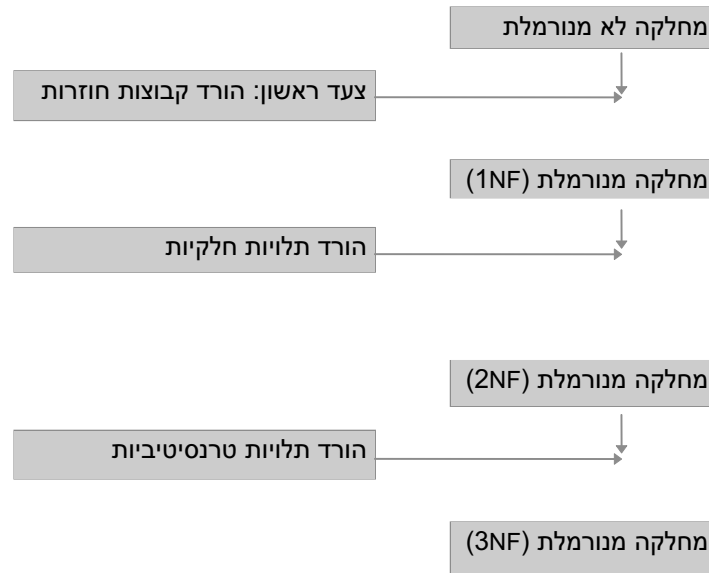 מחלקה לא מנורמלת
צעד ראשון: הורד קבוצות חוזרות
מחלקה מנורמלת (1NF)
הורד תלויות חלקיות
מחלקה מנורמלת (2NF)
הורד תלויות טרנסיטיביות
מחלקה מנורמלת (3NF)